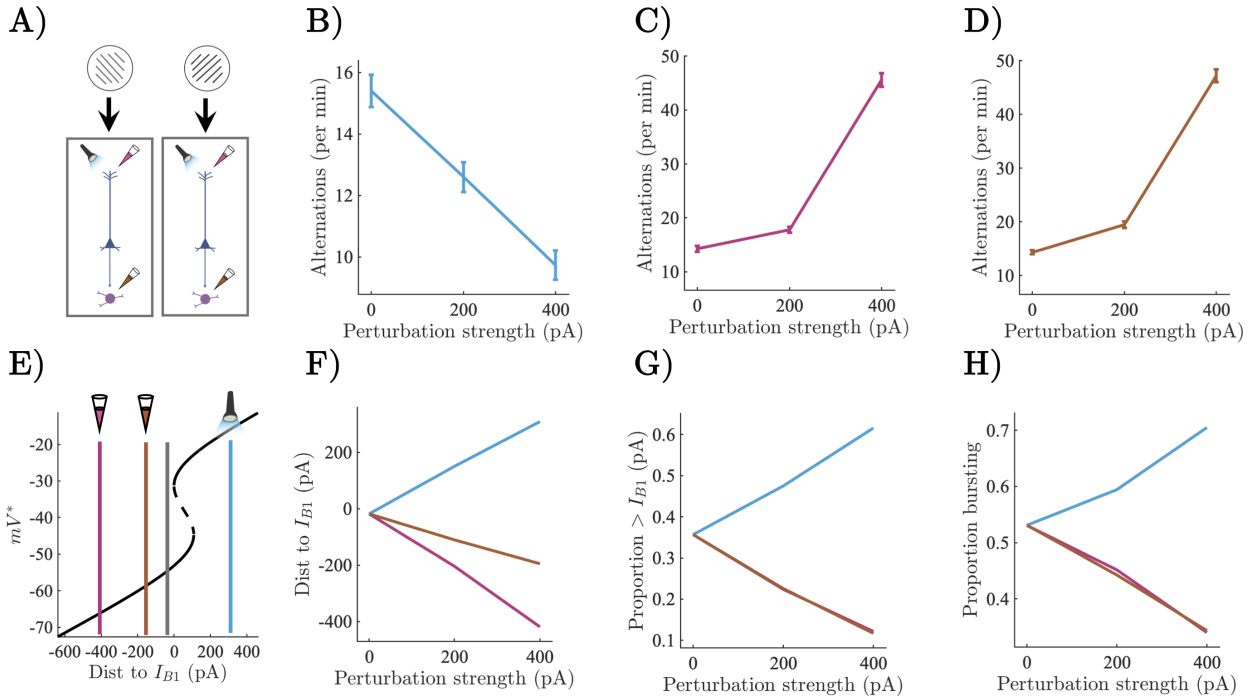 A)
B)
Alternations (per min)
16
14
12
10
0
200
400
Perturbation strength (pA)
C)
Alternations (per min)
50
40
30
20
10
0
200
400
Perturbation strength (pA)
D)
Alternations (per min)
50
40
30
20
10
0
200
400
Perturbation strength (pA)
E)
mV*
-20
-30
-40
-50
-60
-70
-600
-400
-200
0
200
400
Dist to I_B1 (pA)
F)
Dist to I_B1 (pA)
200
0
-200
-400
0
200
400
Perturbation strength (pA)
G)
Proportion > I_B1 (pA)
0.6
0.5
0.4
0.3
0.2
0.1
0
200
400
Perturbation strength (pA)
H)
Proportion bursting
0.7
0.6
0.5
0.4
0
200
400
Perturbation strength (pA)